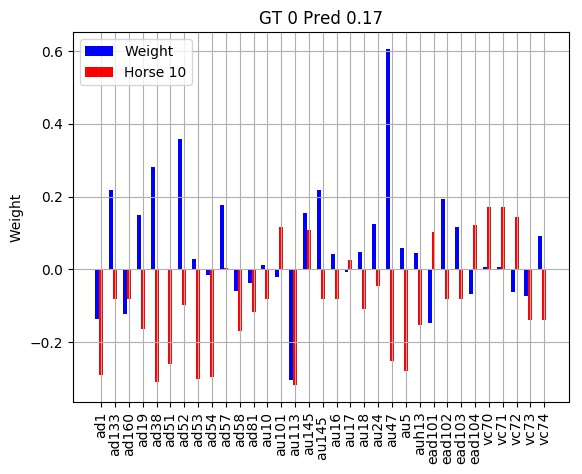 GT 0 Pred 0.17
Weight
Horse 10
0.6
0.4
0.2
0.0
−0.2
Weight
ad1
ad133
ad160
ad19
ad38
ad51
ad52
ad53
ad54
ad57
ad58
ad81
au10
au101
au113
au145
au145
au16
au17
au18
au24
au47
au5
auh13
ead101
ead102
ead103
ead104
vc70
vc71
vc72
vc73
vc74